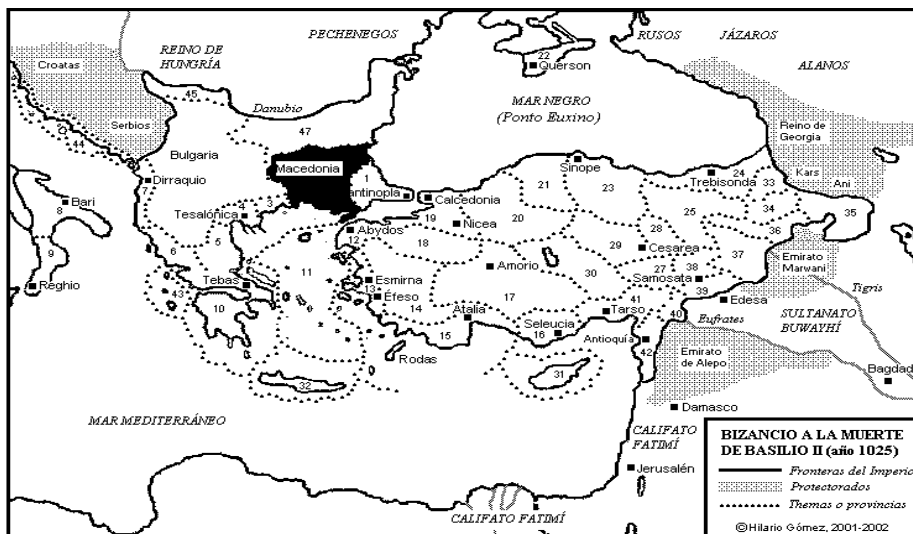 REINO DE
HUNGRÍA
PECHENEGOS
RUSOS
JÁZAROS
ALANOS
Croatas
Serbios
22
Querson
MAR NEGRO
(Ponto Euxino)
45
Danubio
47
44
Bulgaria
Macedonia
1
Reino de
Georgia
Kars
Ani
Dirraquio
7
Bari
8
9
Reghio
Tesalónica
4
3
5
6
antinopla
Calcedonia
Sinope
Trebisonda
24
33
34
35
36
21
23
25
20
19
Nicea
Abydos
12
18
28
29
Cesarea
37
Emirato
Marwani
Tigris
Amorio
30
27
38
Samosata
39
Edesa
Eufrates
SULTANATO
BUWAYHÍ
Tebas
11
Esmirna
13
Éfeso
14
17
Atalia
15
Seleucia
16
Tarso
41
40
Antioquía
42
43
10
Rodas
31
32
Emirato
de Alepo
Bagdad
Damasco
MAR MEDITERRÁNEO
CALIFATO
FATIMÍ
Jerusalén
CALIFATO FATIMÍ
BIZANCIO A LA MUERTE
DE BASILIO II (año 1025)
Fronteras del Imperio
Protectorados
Themas o provincias
©Hilario Gómez, 2001-2002